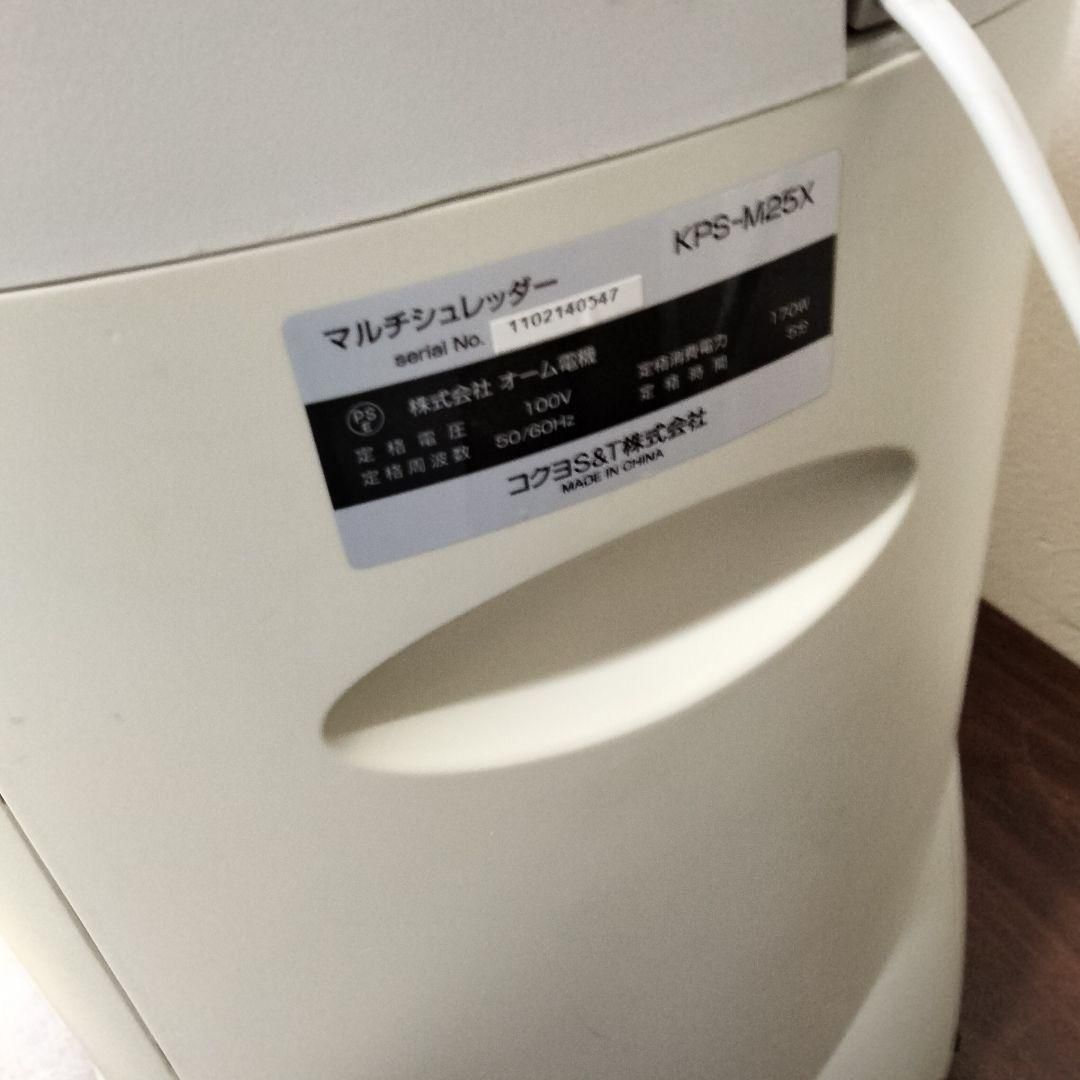 マルチシュレッダー KPS-M25X
serial No. 1102140347
PS E 株式会社 オーム電機
定格電圧 100V 定格消費電力 170W
定格周波数 50/60Hz 定格時間
コクヨS&T株式会社
MADE IN CHINA